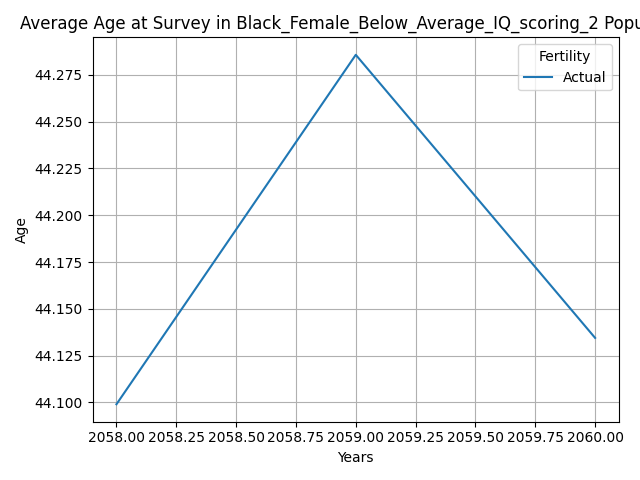 Average Age at Survey in Black_Female_Below_Average_IQ_scoring_2 Popu
Fertility
Actual
44.275
44.250
44.225
44.200
44.175
44.150
44.125
44.100
Age
2058.00 2058.25 2058.50 2058.75 2059.00 2059.25 2059.50 2059.75 2060.00
Years